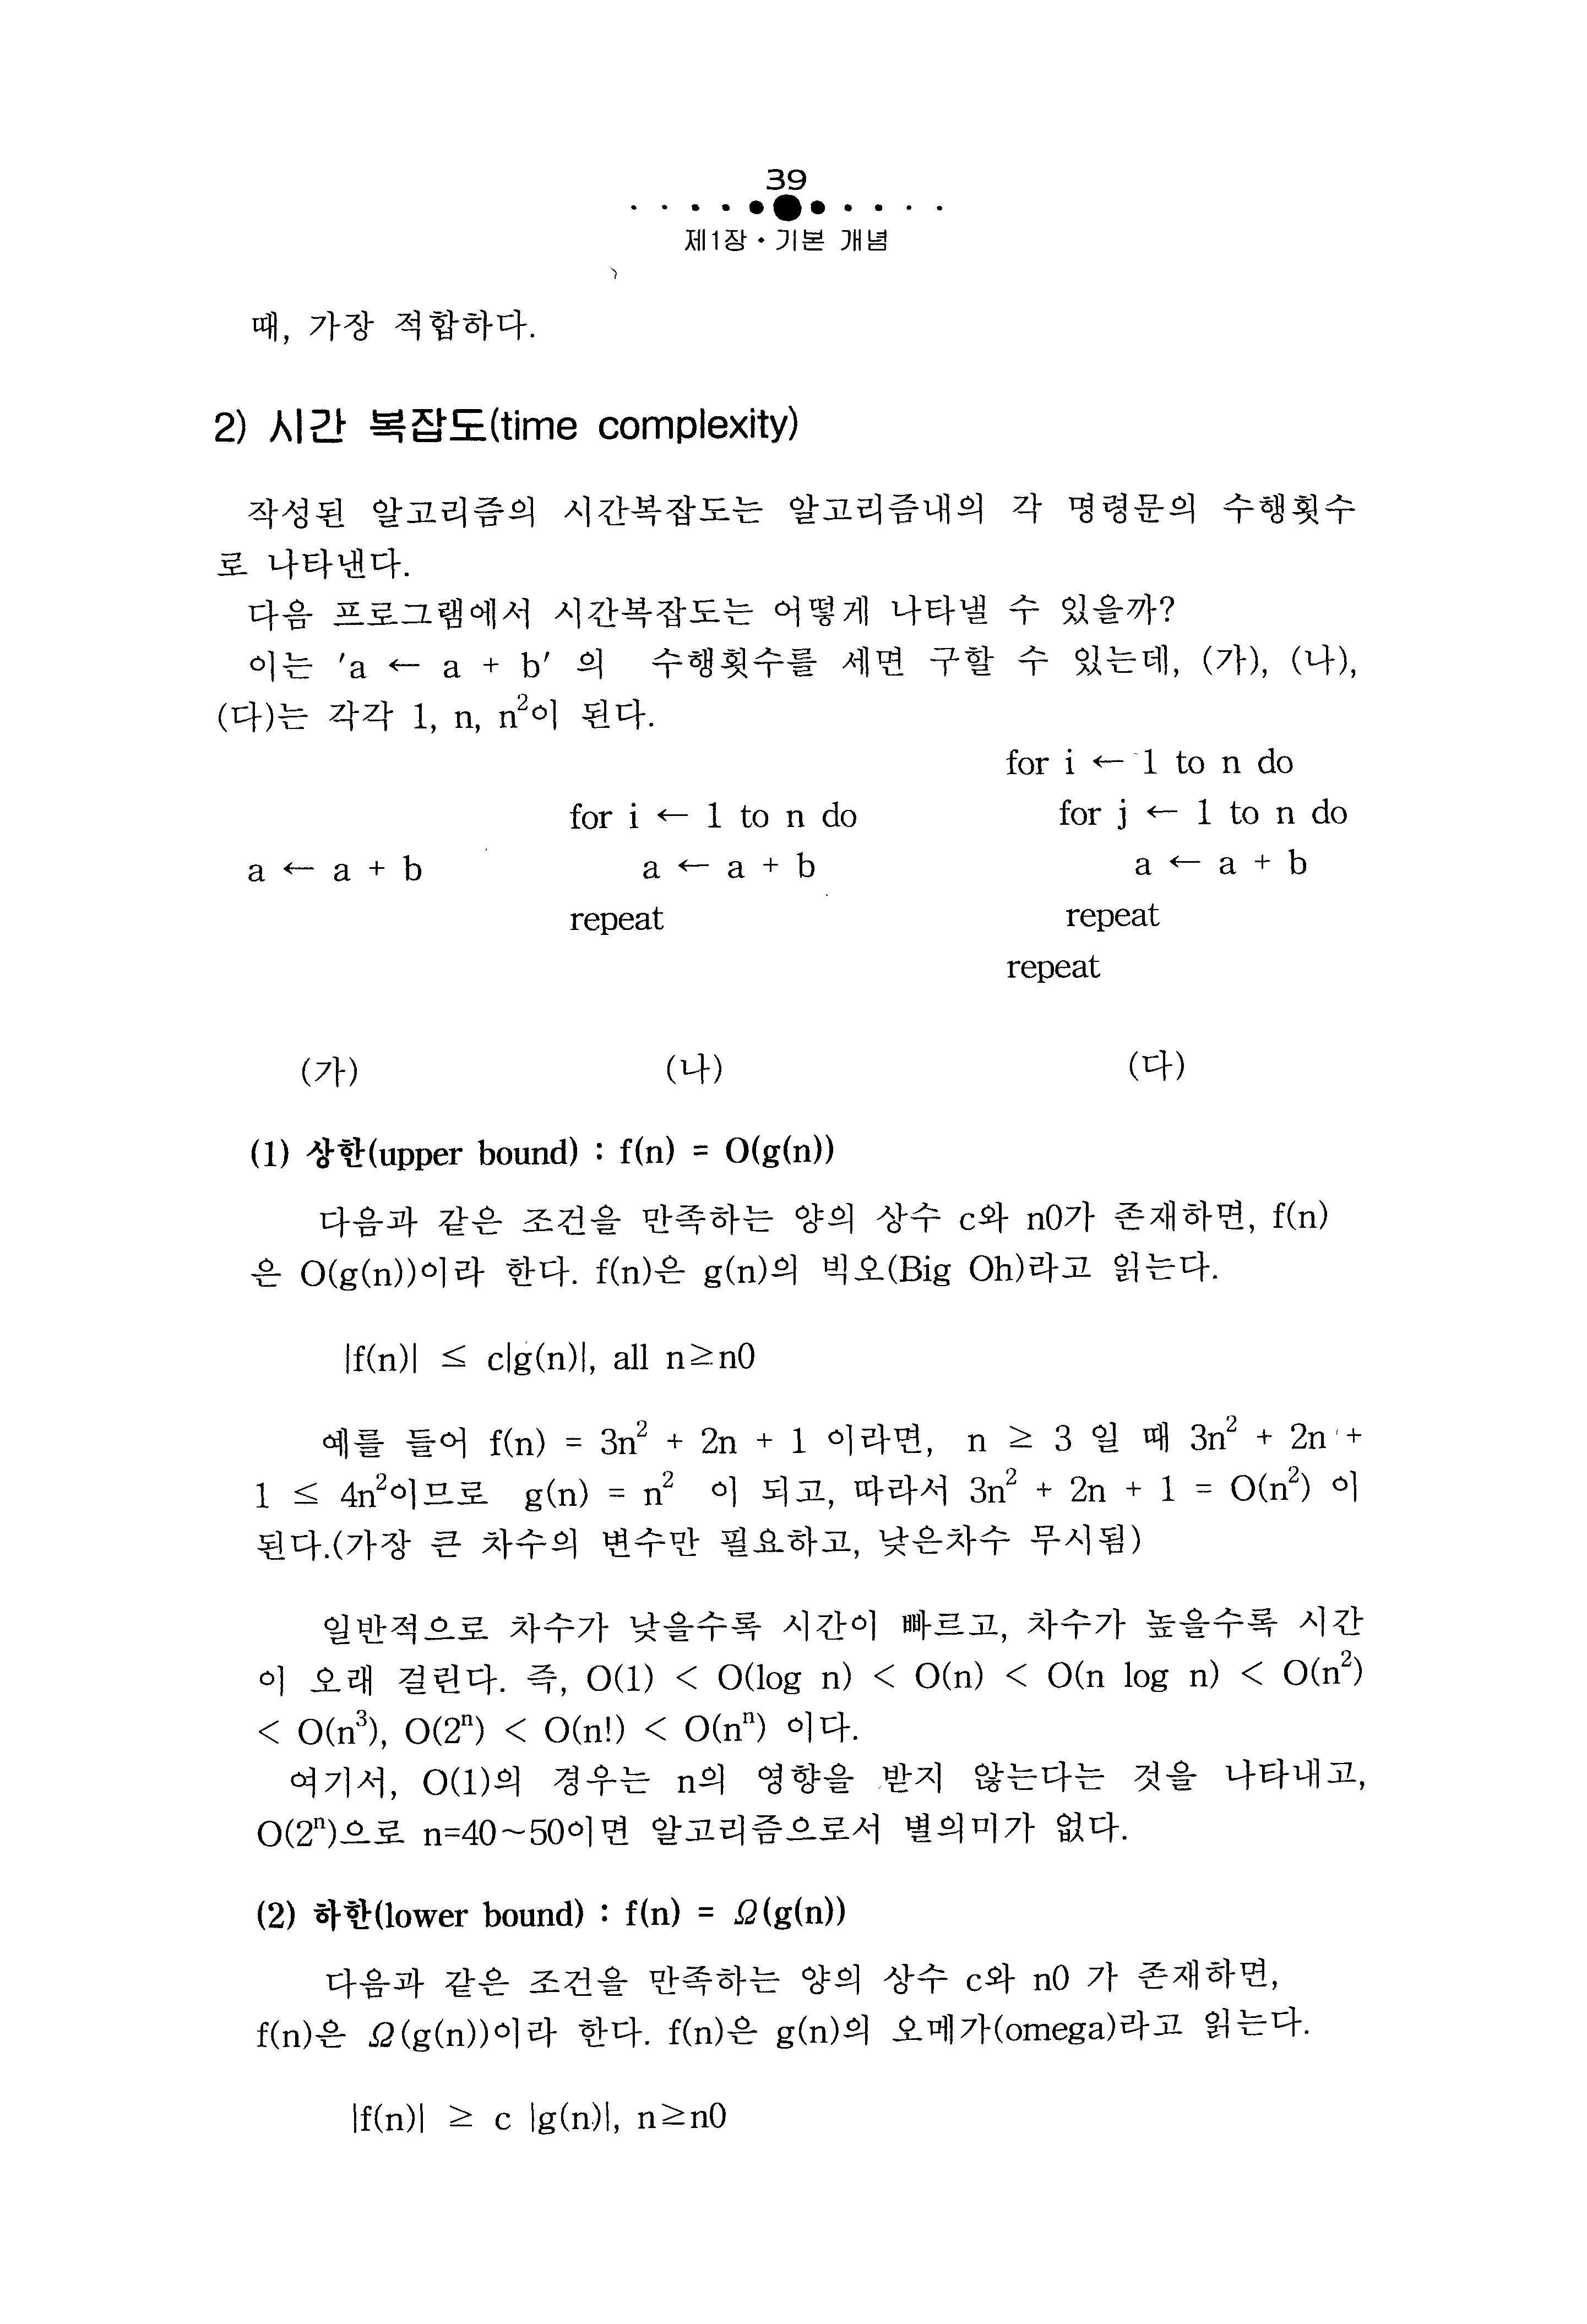 39
제1장 • 기본 개념
때, 가장 적합하다.
2) 시간 복잡도(time complexity)
작성된 알고리즘의 시간복잡도는 알고리즘내의 각 명령문의 수행횟수
로 나타낸다.
다음 프로그램에서 시간복잡도는 어떻게 나타낼 수 있을까?
이는 'a ← a + b' 의 수행횟수를 세면 구할 수 있는데, (가), (나),
(다)는 각각 1, n, n²이 된다.
a ← a + b
(가)
for i ← 1 to n do
a ← a + b
repeat
(나)
for i ← 1 to n do
for j ← 1 to n do
a ← a + b
repeat
repeat
(다)
(1) 상한(upper bound) : f(n) = O(g(n))
다음과 같은 조건을 만족하는 양의 상수 c와 n0가 존재하면, f(n)
은 O(g(n))이라 한다. f(n)은 g(n)의 빅오(Big Oh)라고 읽는다.
|f(n)| ≤ c|g(n)|, all n≥n0
예를 들어 f(n) = 3n² + 2n + 1 이라면, n ≥ 3 일 때 3n² + 2n +
1 ≤ 4n²이므로 g(n) = n² 이 되고, 따라서 3n² + 2n + 1 = O(n²) 이
된다.(가장 큰 차수의 변수만 필요하고, 낮은차수 무시됨)
일반적으로 차수가 낮을수록 시간이 빠르고, 차수가 높을수록 시간
이 오래 걸린다. 즉, O(1) < O(log n) < O(n) < O(n log n) < O(n²)
< O(n³), O(2ⁿ) < O(n!) < O(nⁿ) 이다.
여기서, O(1)의 경우는 n의 영향을 받지 않는다는 것을 나타내고,
O(2ⁿ)으로 n=40~50이면 알고리즘으로서 별의미가 없다.
(2) 하한(lower bound) : f(n) = Ω(g(n))
다음과 같은 조건을 만족하는 양의 상수 c와 n0 가 존재하면,
f(n)은 Ω(g(n))이라 한다. f(n)은 g(n)의 오메가(omega)라고 읽는다.
|f(n)| ≥ c |g(n)|, n≥n0